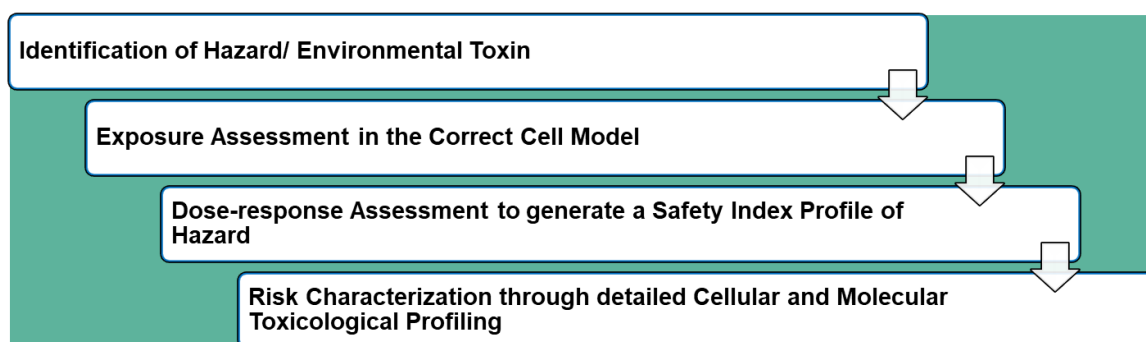 Identification of Hazard/ Environmental Toxin
Exposure Assessment in the Correct Cell Model
Dose-response Assessment to generate a Safety Index Profile of
Hazard
Risk Characterization through detailed Cellular and Molecular
Toxicological Profiling